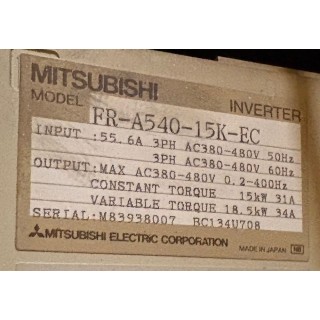 MITSUBISHI
INVERTER
MODEL FR-A540-15K-EC
INPUT :55.6A 3PH AC380-480V 50Hz
3PH AC380-480V 60Hz
OUTPUT:MAX AC380-480V 0.2-400Hz
CONSTANT TORQUE 15kW 31A
VARIABLE TORQUE 18.5kW 34A
SERIAL:M83938007 BC134U708
MITSUBISHI ELECTRIC CORPORATION MADE IN JAPAN